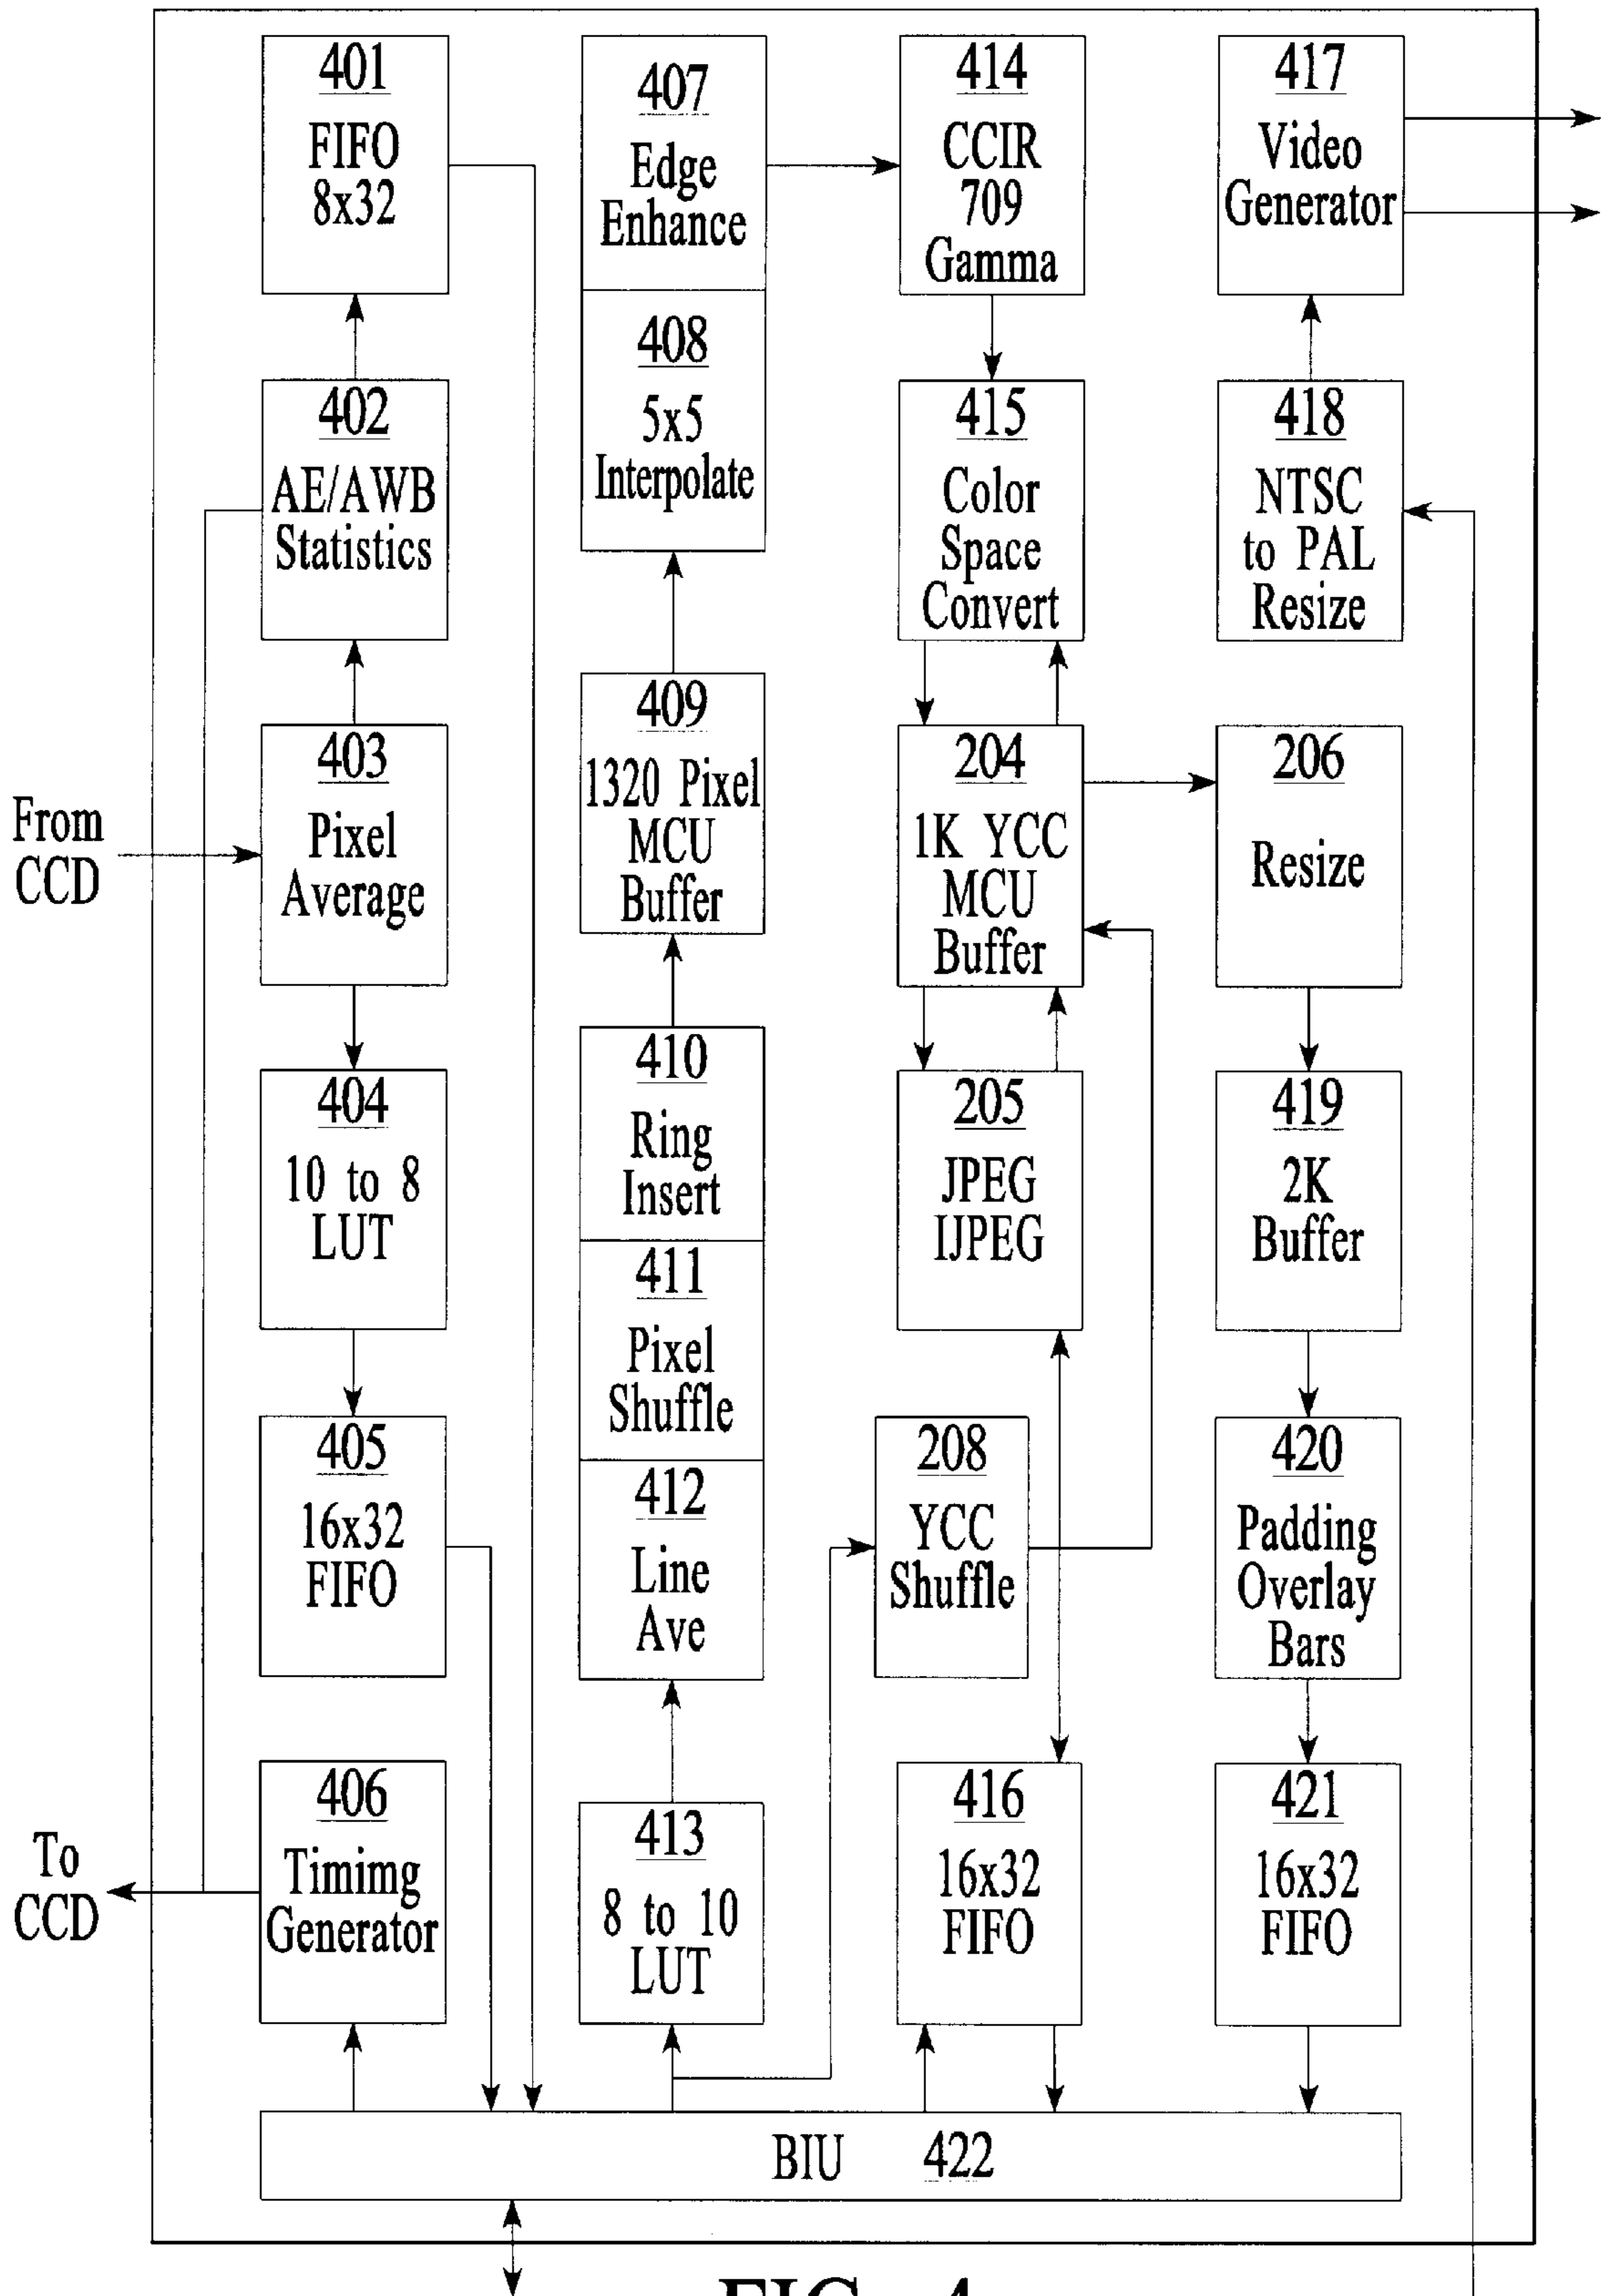 401
FIFO
8x32
402
AE/AWB
Statistics
From
CCD
403
Pixel
Average
404
10 to 8
LUT
405
16x32
FIFO
To
CCD
406
Timimg
Generator
407
Edge
Enhance
408
5x5
Interpolate
409
1320 Pixel
MCU
Buffer
410
Ring
Insert
411
Pixel
Shuffle
412
Line
Ave
413
8 to 10
LUT
414
CCIR
709
Gamma
415
Color
Space
Convert
204
1K YCC
MCU
Buffer
205
JPEG
IJPEG
208
YCC
Shuffle
416
16x32
FIFO
417
Video
Generator
418
NTSC
to PAL
Resize
206
Resize
419
2K
Buffer
420
Padding
Overlay
Bars
421
16x32
FIFO
BIU 422
FIG. 4